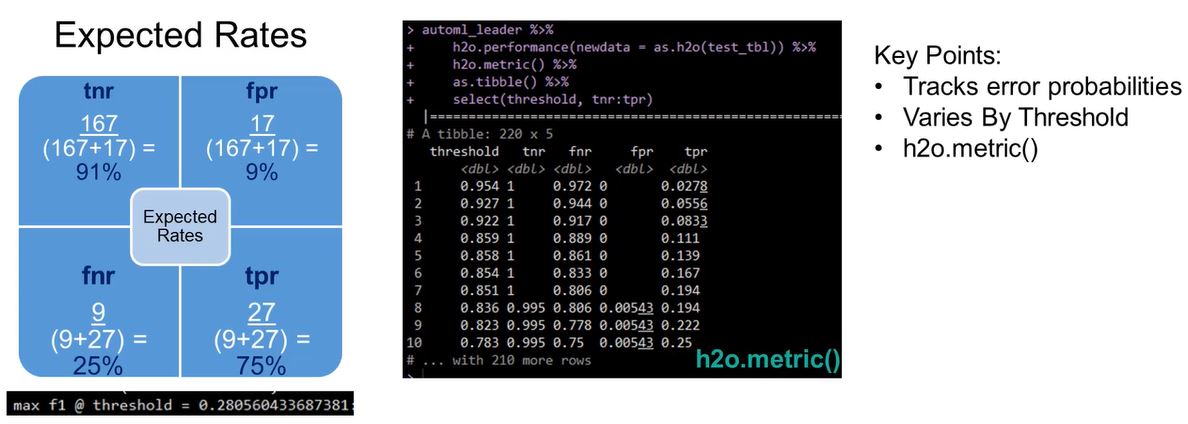 Expected Rates
tnr
167
(167+17) =
91%
fpr
17
(167+17) =
9%
Expected
Rates
fnr
9
(9+27) =
25%
tpr
27
(9+27) =
75%
max f1 @ threshold = 0.280560433687381:
> automl_leader %>%
+ h2o.performance(newdata = as.h2o(test_tbl)) %>%
+ h2o.metric() %>%
+ as.tibble() %>%
+ select(threshold, tnr:tpr)
|======================================================
# A tibble: 220 x 5
threshold tnr fnr fpr tpr
<dbl> <dbl> <dbl> <dbl> <dbl>
1 0.954 1 0.972 0 0.0278
2 0.927 1 0.944 0 0.0556
3 0.922 1 0.917 0 0.0833
4 0.859 1 0.889 0 0.111
5 0.858 1 0.861 0 0.139
6 0.854 1 0.833 0 0.167
7 0.851 1 0.806 0 0.194
8 0.836 0.995 0.806 0.00543 0.194
9 0.823 0.995 0.778 0.00543 0.222
10 0.783 0.995 0.75 0.00543 0.25
# ... with 210 more rows
h2o.metric()
Key Points:
• Tracks error probabilities
• Varies By Threshold
• h2o.metric()